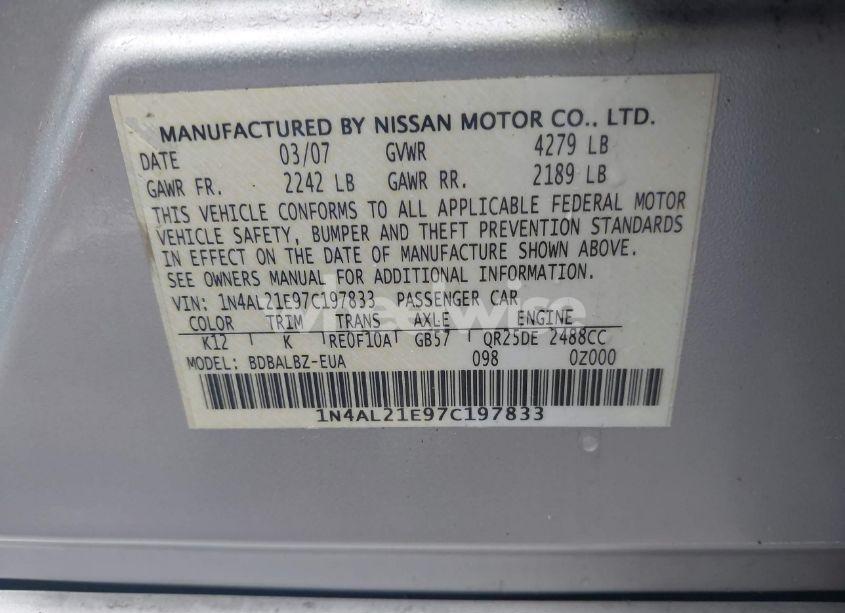 MANUFACTURED BY NISSAN MOTOR CO., LTD.
DATE 03/07 GVWR 4279 LB
GAWR FR. 2242 LB GAWR RR. 2189 LB
THIS VEHICLE CONFORMS TO ALL APPLICABLE FEDERAL MOTOR
VEHICLE SAFETY, BUMPER AND THEFT PREVENTION STANDARDS
IN EFFECT ON THE DATE OF MANUFACTURE SHOWN ABOVE.
SEE OWNERS MANUAL FOR ADDITIONAL INFORMATION.
VIN: 1N4AL21E97C197833 PASSENGER CAR
wheelwise
COLOR TRIM TRANS AXLE ENGINE
K12 K RE0F10A GB57 QR25DE 2488CC
MODEL: BDBALBZ-EUA 098 0Z000
1N4AL21E97C197833